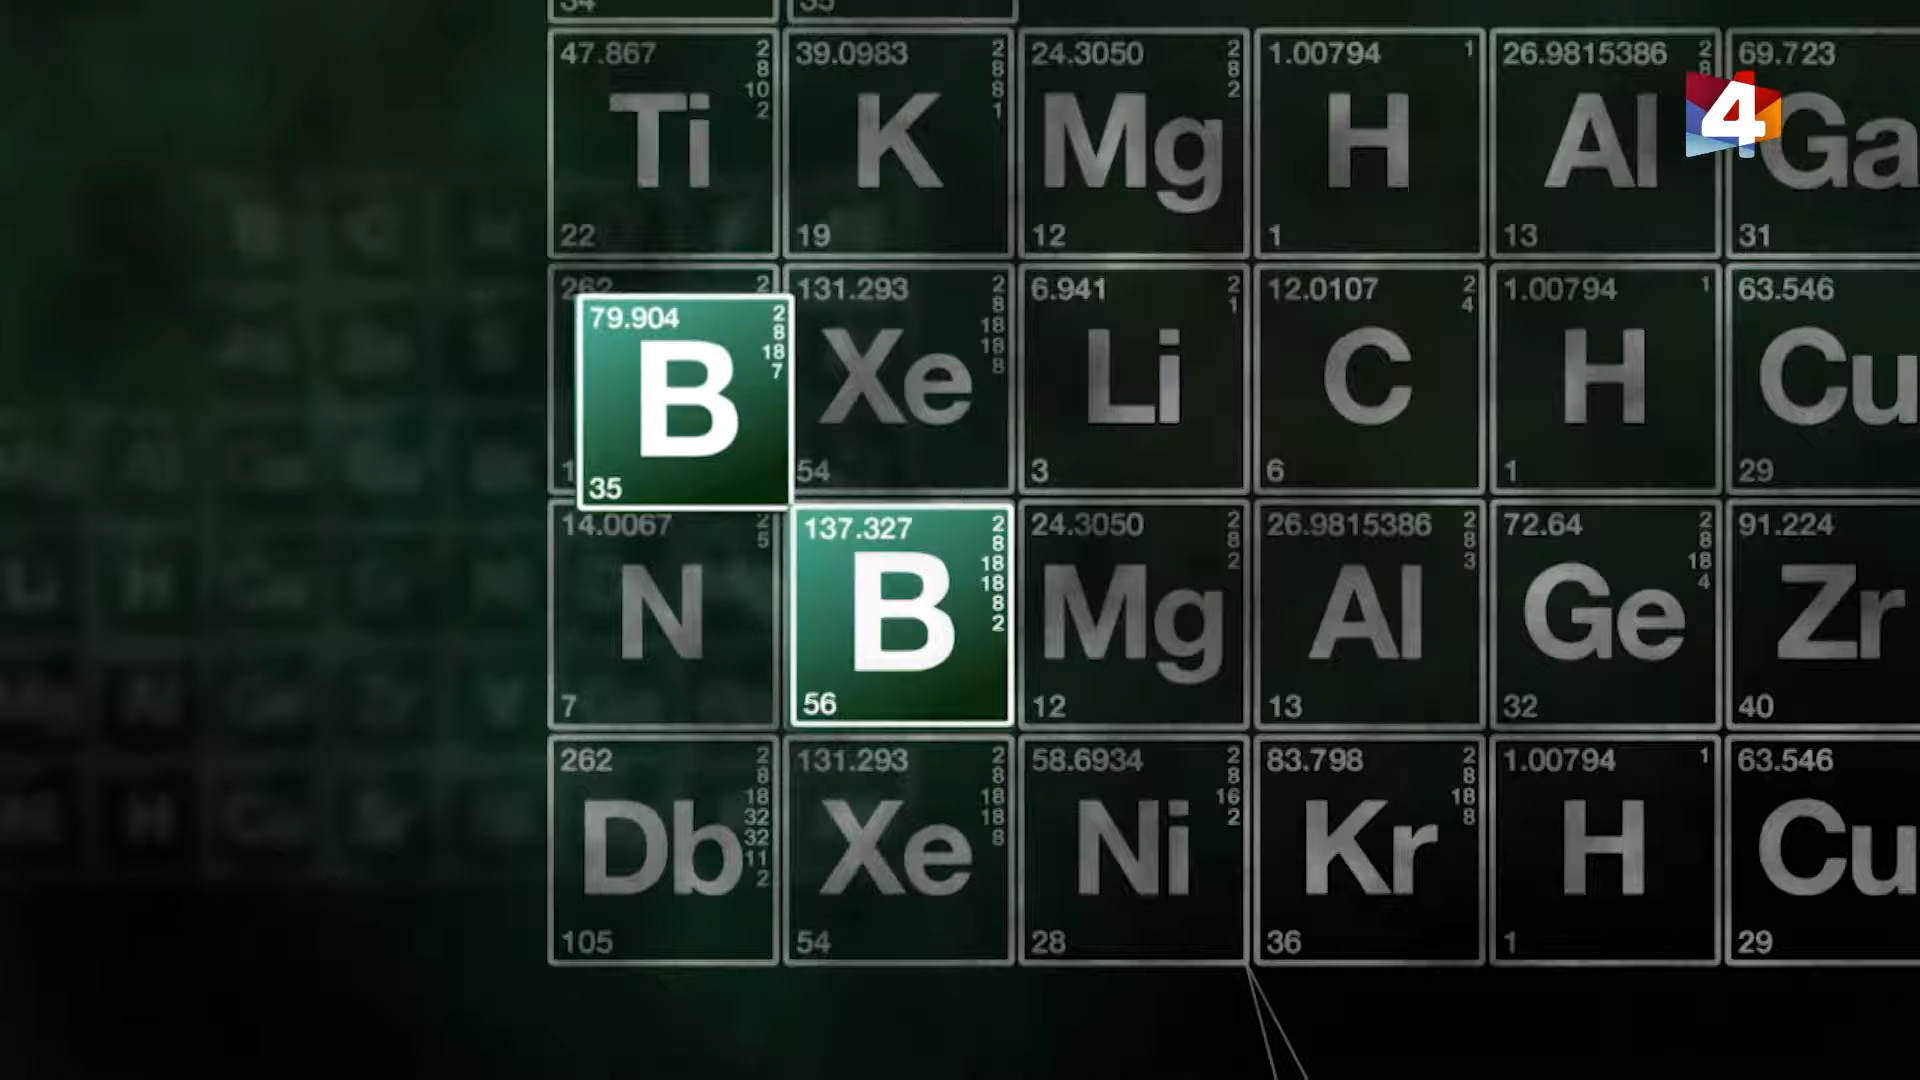 34 35
47.867 2 8 10 2 Ti 22
39.0983 2 8 8 1 K 19
24.3050 2 8 2 Mg 12
1.00794 1 H 1
26.9815386 2 8 Al 13
69.723 Ga 31
4
262 2
79.904 2 8 18 7 B 35
131.293 2 8 18 18 8 Xe 54
6.941 2 1 Li 3
12.0107 2 4 C 6
1.00794 1 H 1
63.546 Cu 29
14.0067 2 5 N 7
137.327 2 8 18 18 8 2 B 56
24.3050 2 8 2 Mg 12
26.9815386 2 8 3 Al 13
72.64 2 8 18 4 Ge 32
91.224 Zr 40
262 2 8 18 32 32 11 2 Db 105
131.293 2 8 18 18 8 Xe 54
58.6934 2 8 16 2 Ni 28
83.798 2 8 18 8 Kr 36
1.00794 1 H 1
63.546 Cu 29